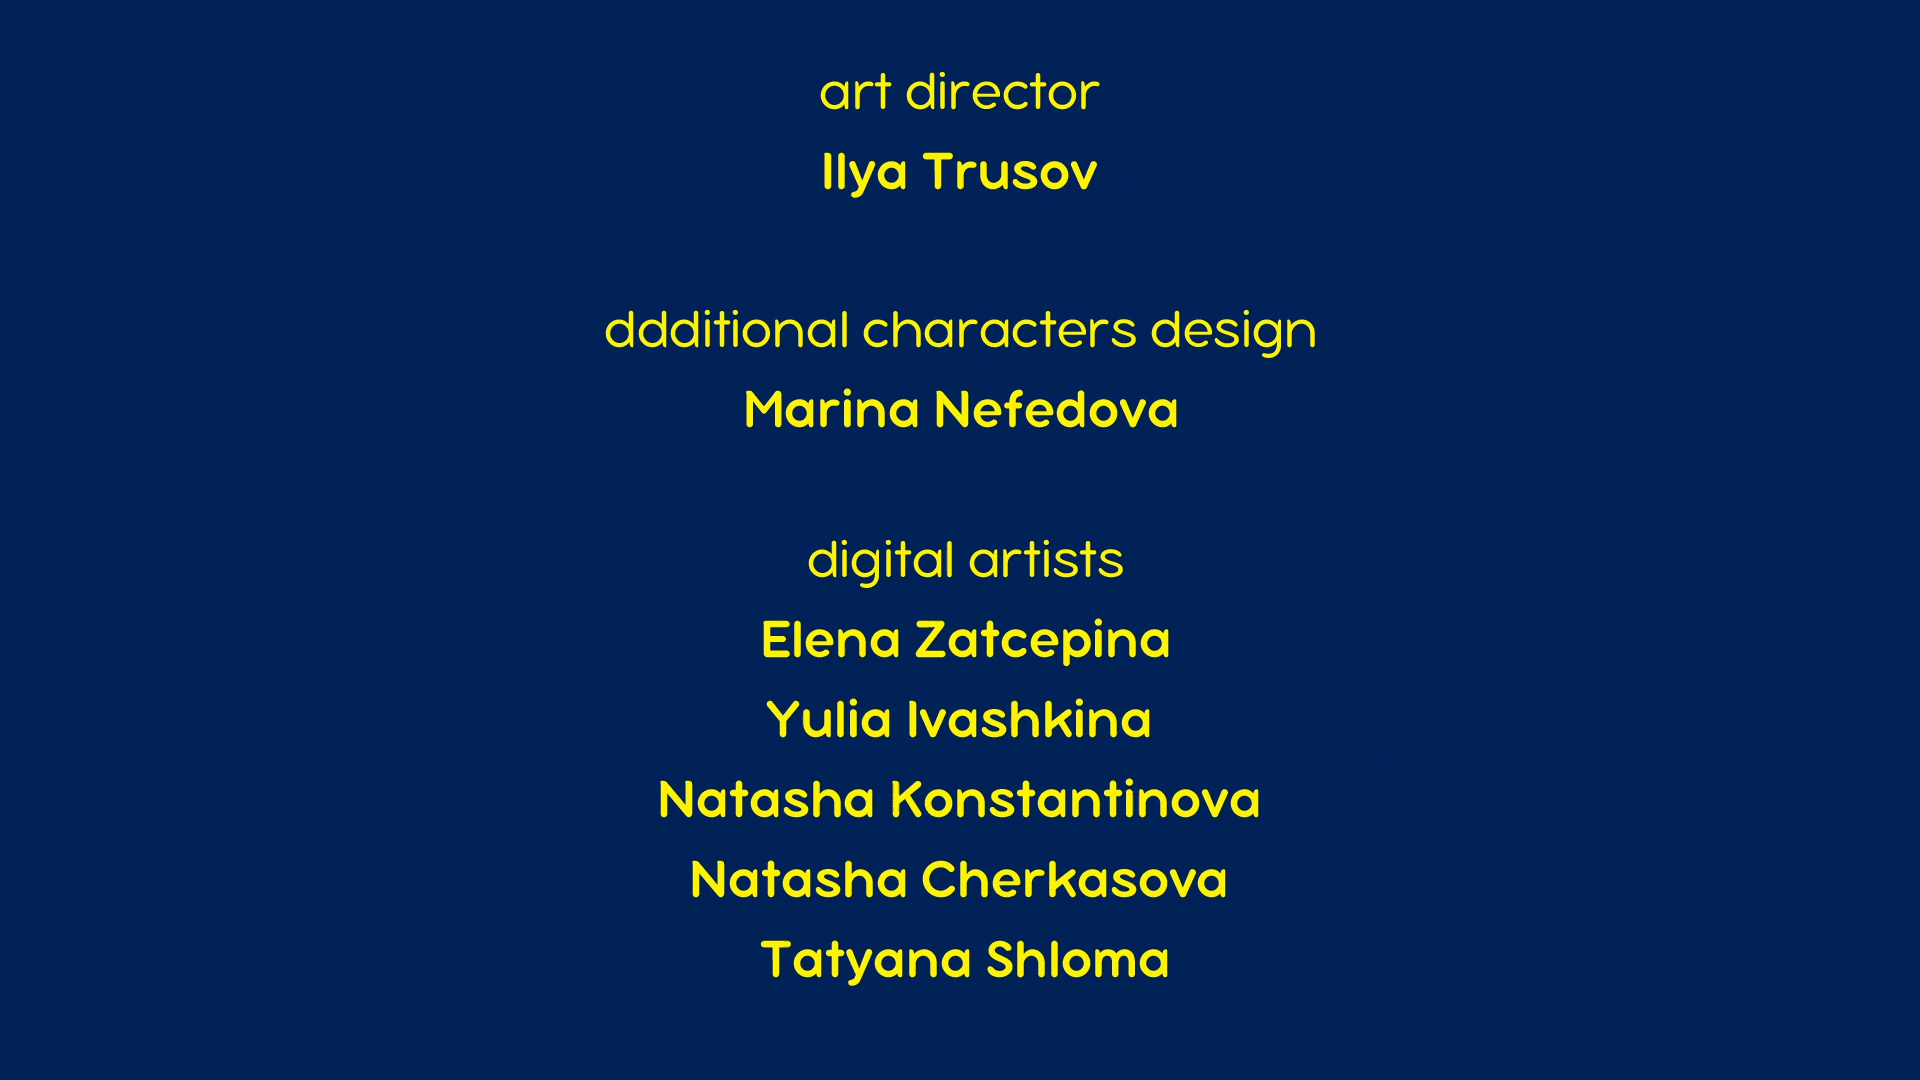 art director
Ilya Trusov
ddditional characters design
Marina Nefedova
digital artists
Elena Zatcepina
Yulia Ivashkina
Natasha Konstantinova
Natasha Cherkasova
Tatyana Shloma